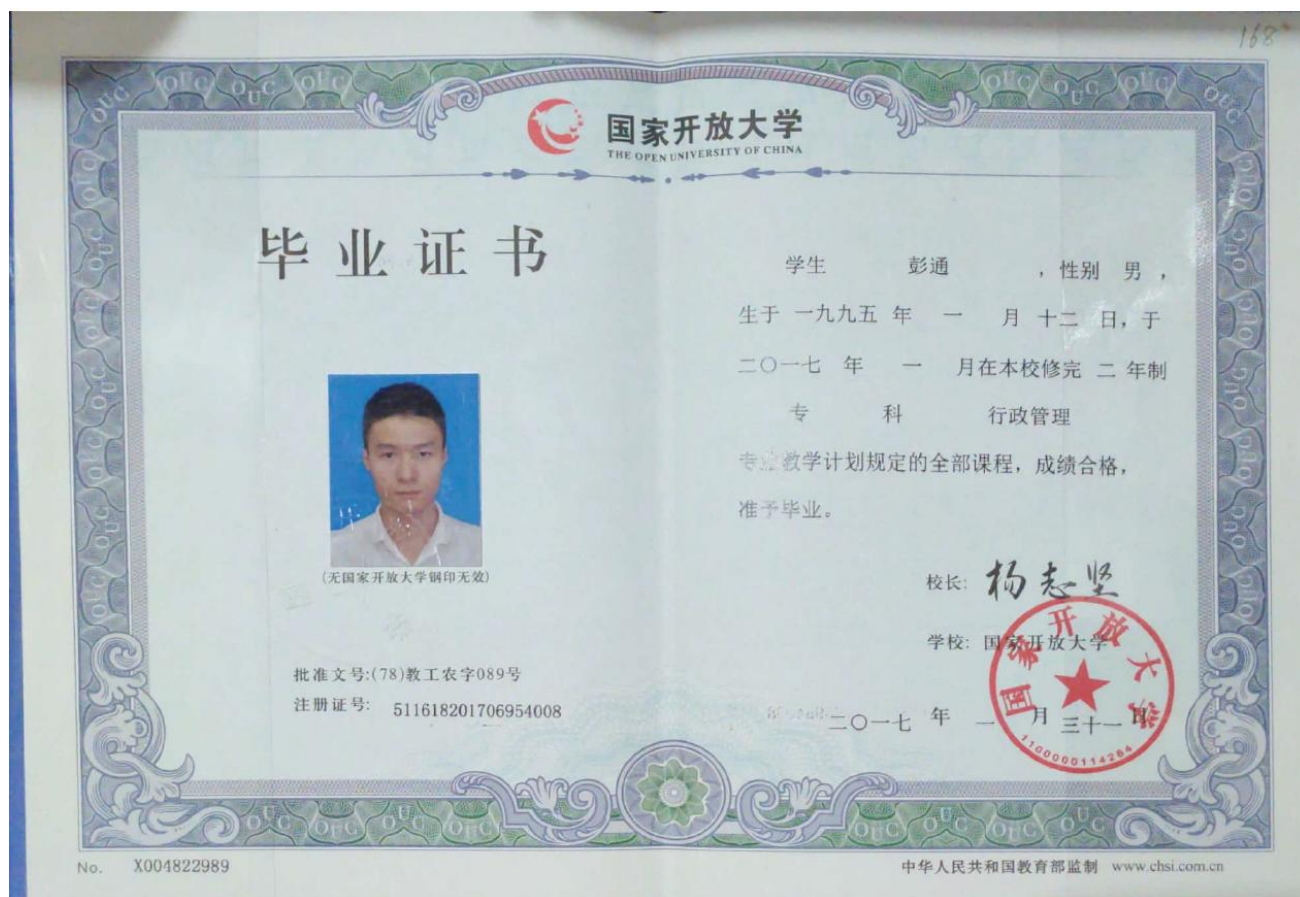 168
国家开放大学
THE OPEN UNIVERSITY OF CHINA
毕业证书
(无国家开放大学钢印无效)
批准文号:(78)教工农字089号
注册证号: 511618201706954008
学生 彭通 ,性别 男 ,
生于 一九九五 年 一 月 十二 日, 于
二〇一七 年 一 月在本校修完 二 年制
专 科 行政管理
专业教学计划规定的全部课程, 成绩合格,
准予毕业。
校长: 杨志坚
学校: 国家开放大学
二〇一七 年 一 月 三十一 日
国家开放大学
1100000114264
No. X004822989
中华人民共和国教育部监制 www.chsi.com.cn